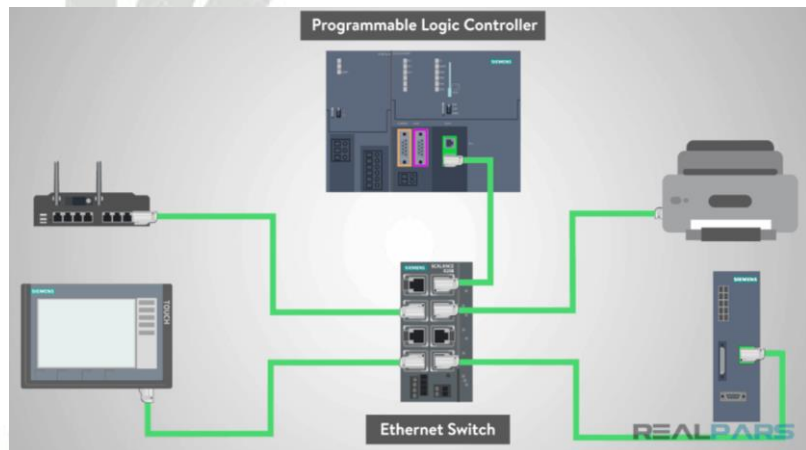 Programmable Logic Controller
SIEMENS
SIEMENS
TOUCH
SIEMENS
SIEMENS
Ethernet Switch
REALPARS